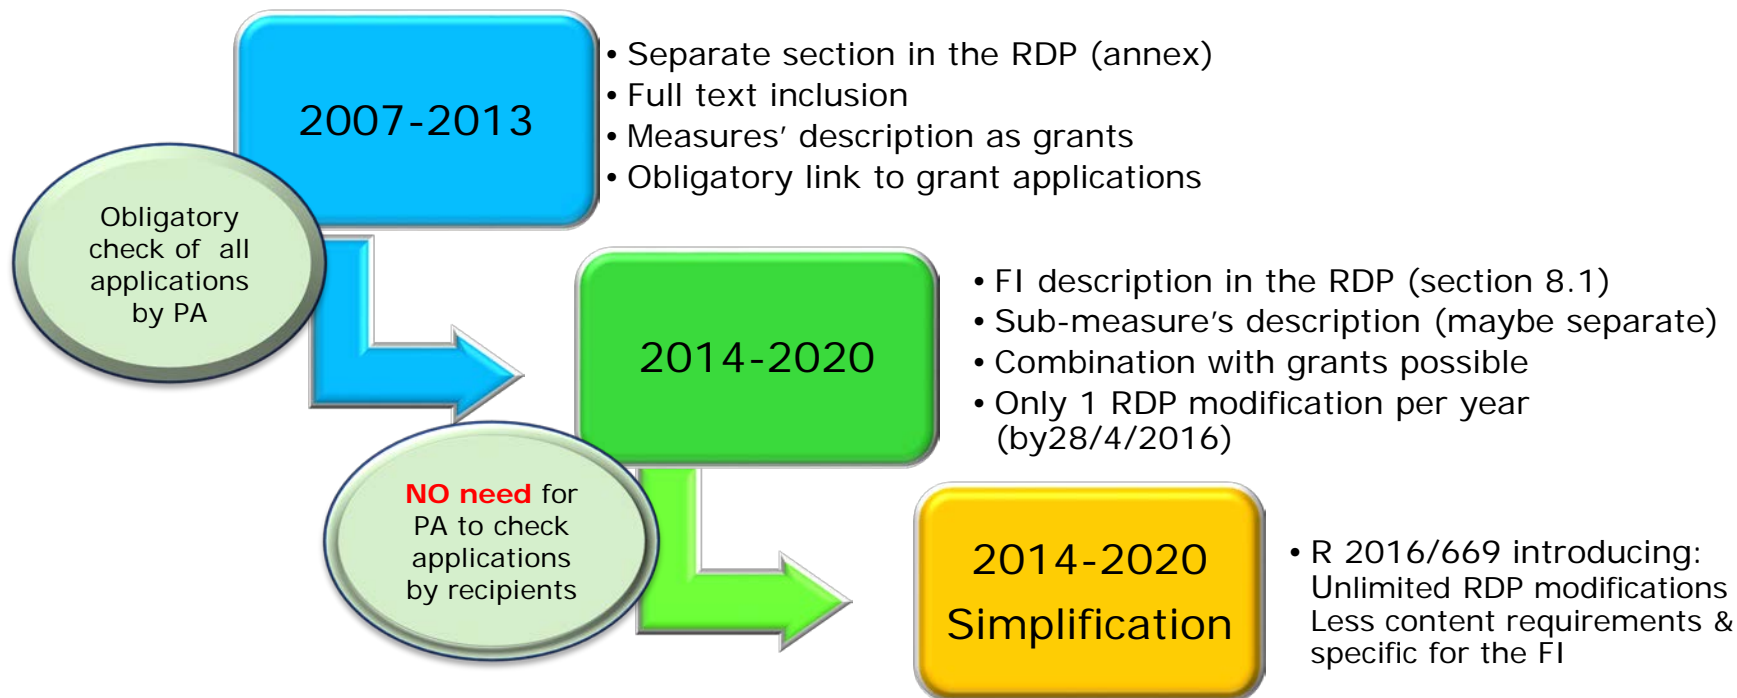 2007-2013
• Separate section in the RDP (annex)
• Full text inclusion
• Measures’ description as grants
• Obligatory link to grant applications
Obligatory
check of all
applications
by PA
2014-2020
• FI description in the RDP (section 8.1)
• Sub-measure’s description (maybe separate)
• Combination with grants possible
• Only 1 RDP modification per year
(by28/4/2016)
NO need for
PA to check
applications
by recipients
2014-2020
Simplification
• R 2016/669 introducing:
Unlimited RDP modifications
Less content requirements &
specific for the FI